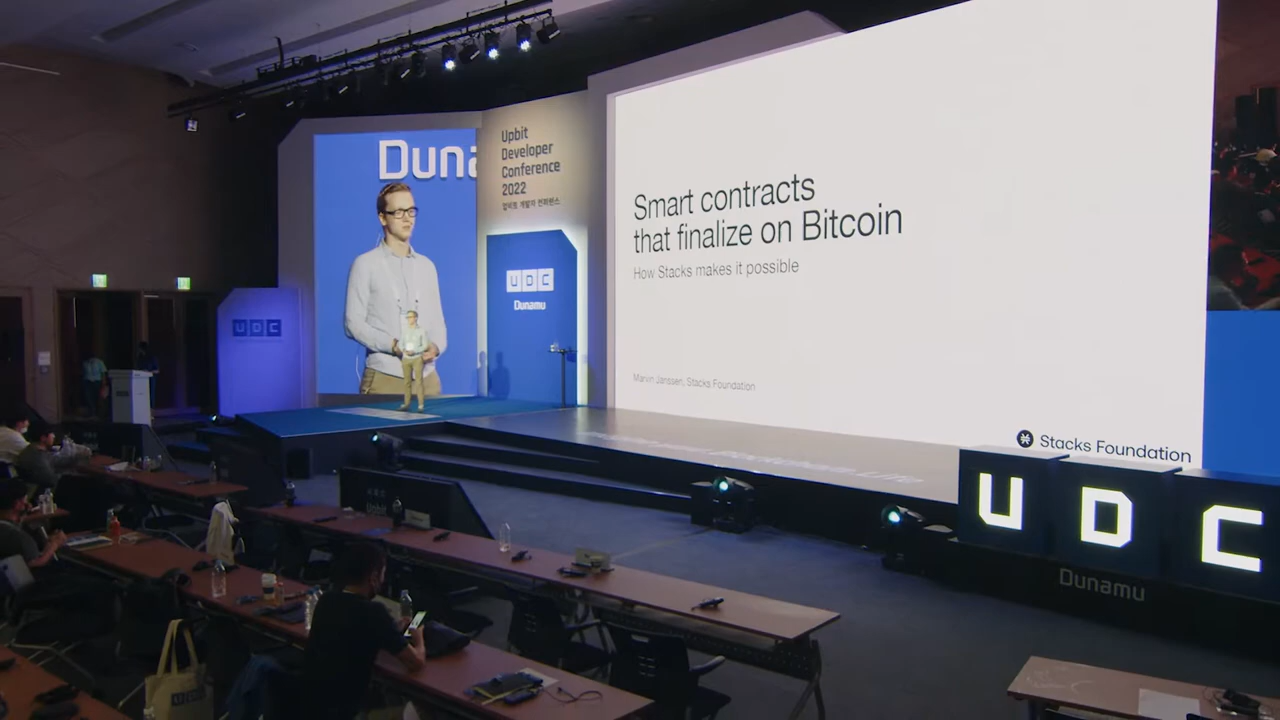 Duna
Upbit
Developer
Conference
2022
업비트 개발자 컨퍼런스
UDC
Dunamu
UDC
Smart contracts
that finalize on Bitcoin
How Stacks makes it possible
Marvin Janssen, Stacks Foundation
Stacks Foundation
UDC
Dunamu